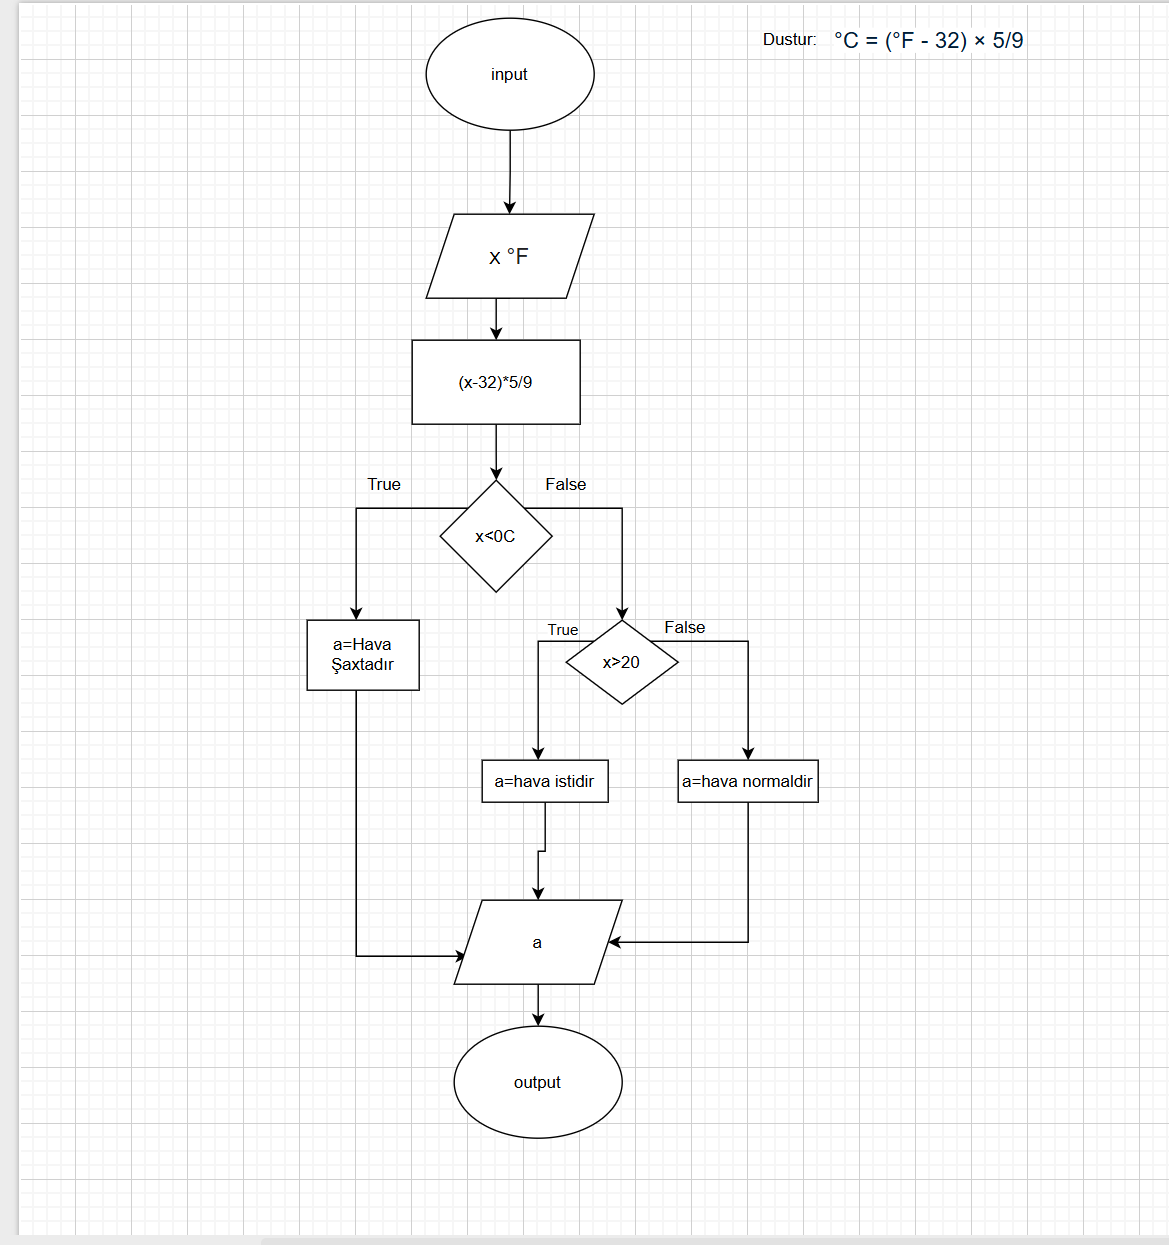 input
Dustur: °C = (°F - 32) × 5/9
x °F
(x-32)*5/9
True
False
x<0C
a=Hava
Şaxtadır
True
False
x>20
a=hava istidir
a=hava normaldir
a
output